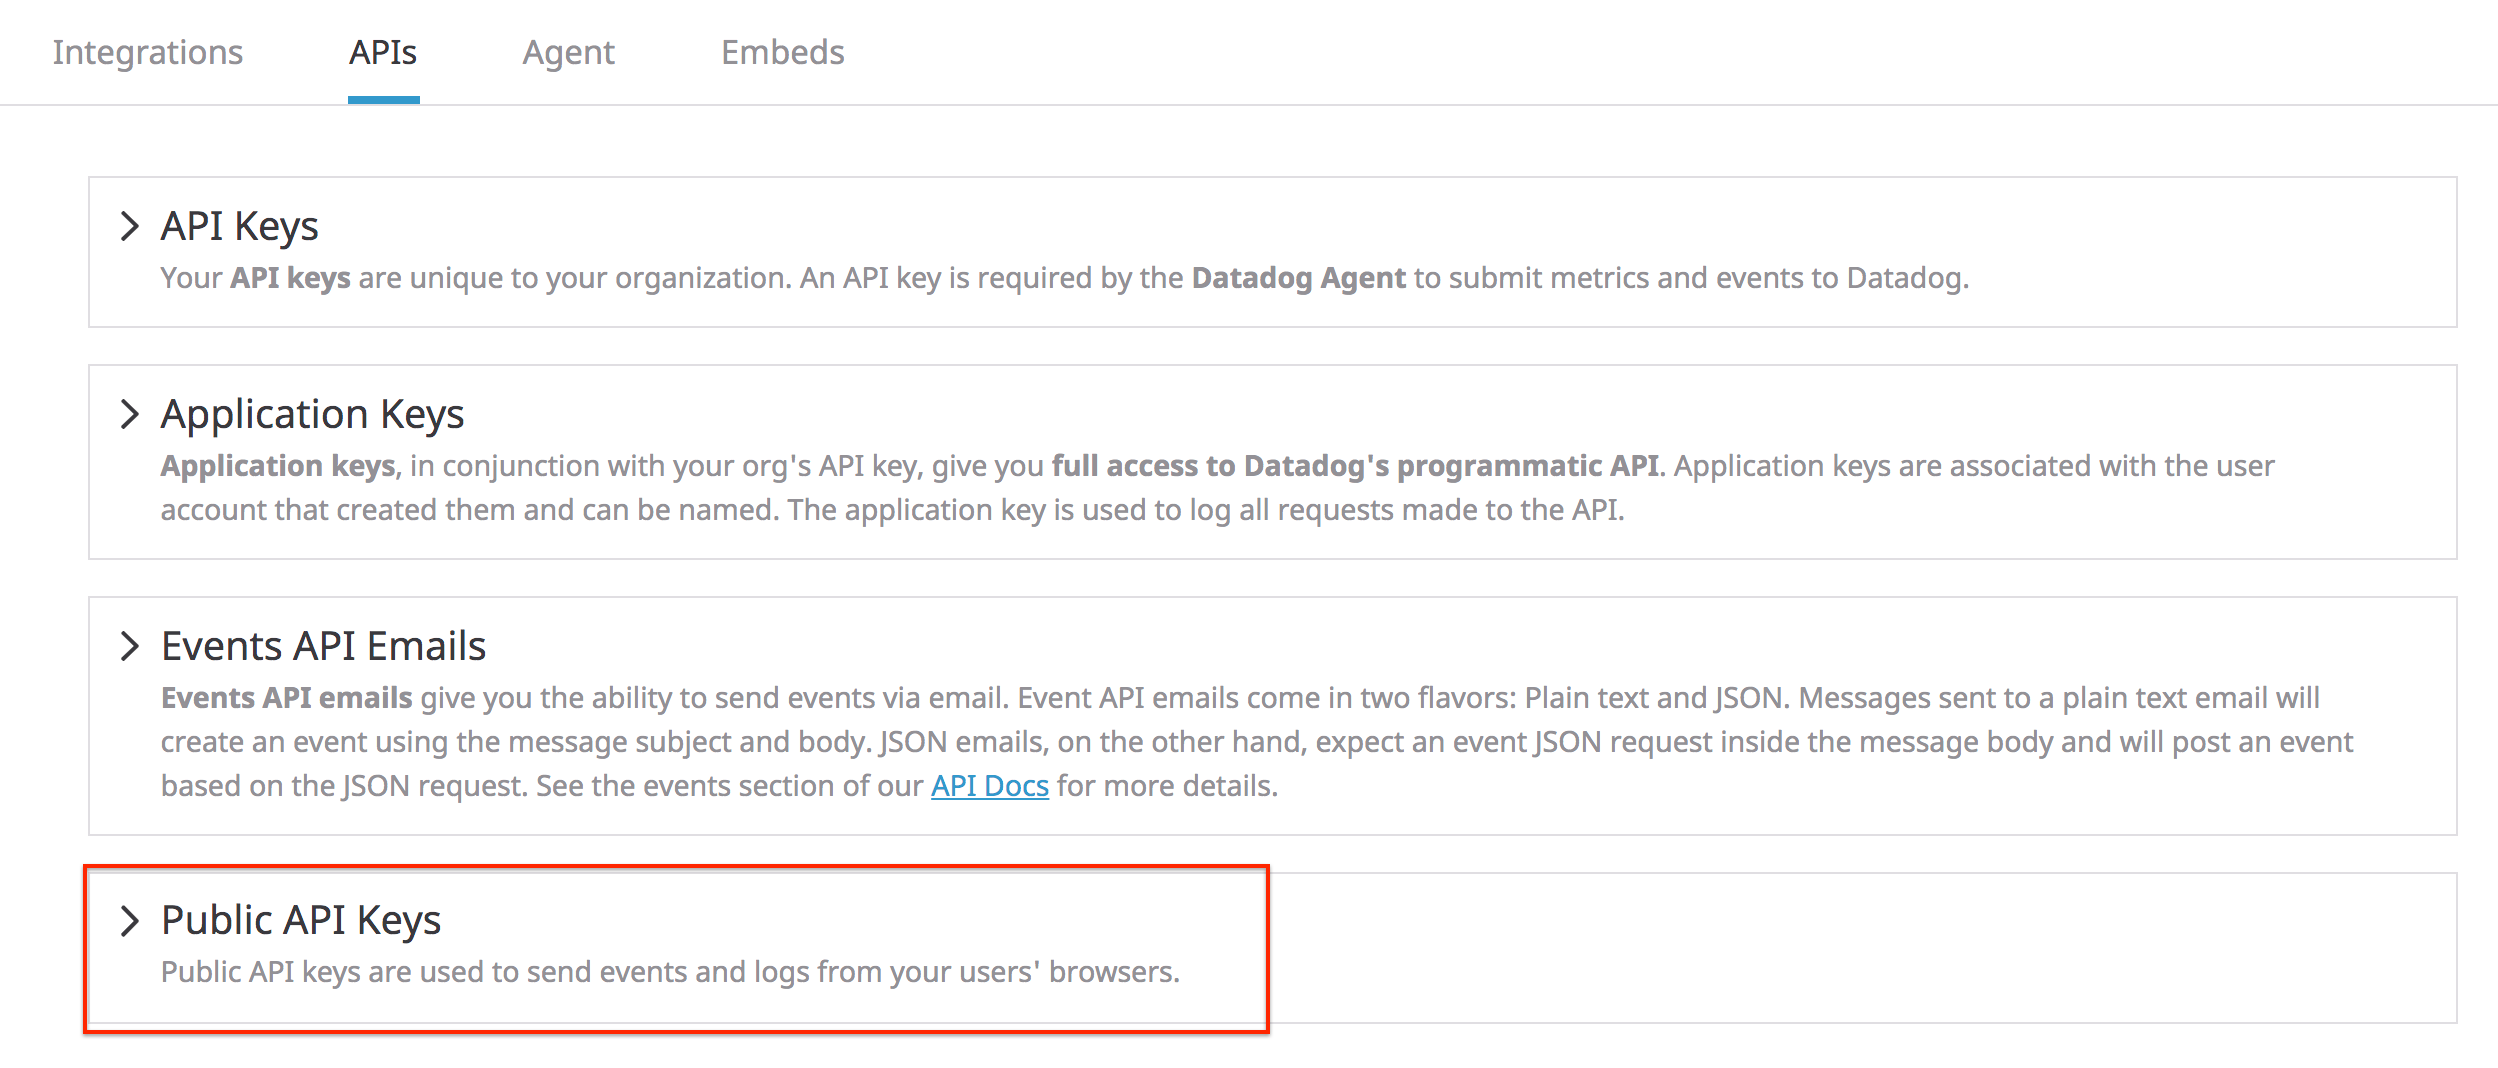 Integrations APIs Agent Embeds
API Keys
Your API keys are unique to your organization. An API key is required by the Datadog Agent to submit metrics and events to Datadog.
Application Keys
Application keys, in conjunction with your org's API key, give you full access to Datadog's programmatic API. Application keys are associated with the user
account that created them and can be named. The application key is used to log all requests made to the API.
Events API Emails
Events API emails give you the ability to send events via email. Event API emails come in two flavors: Plain text and JSON. Messages sent to a plain text email will
create an event using the message subject and body. JSON emails, on the other hand, expect an event JSON request inside the message body and will post an event
based on the JSON request. See the events section of our API Docs for more details.
Public API Keys
Public API keys are used to send events and logs from your users' browsers.